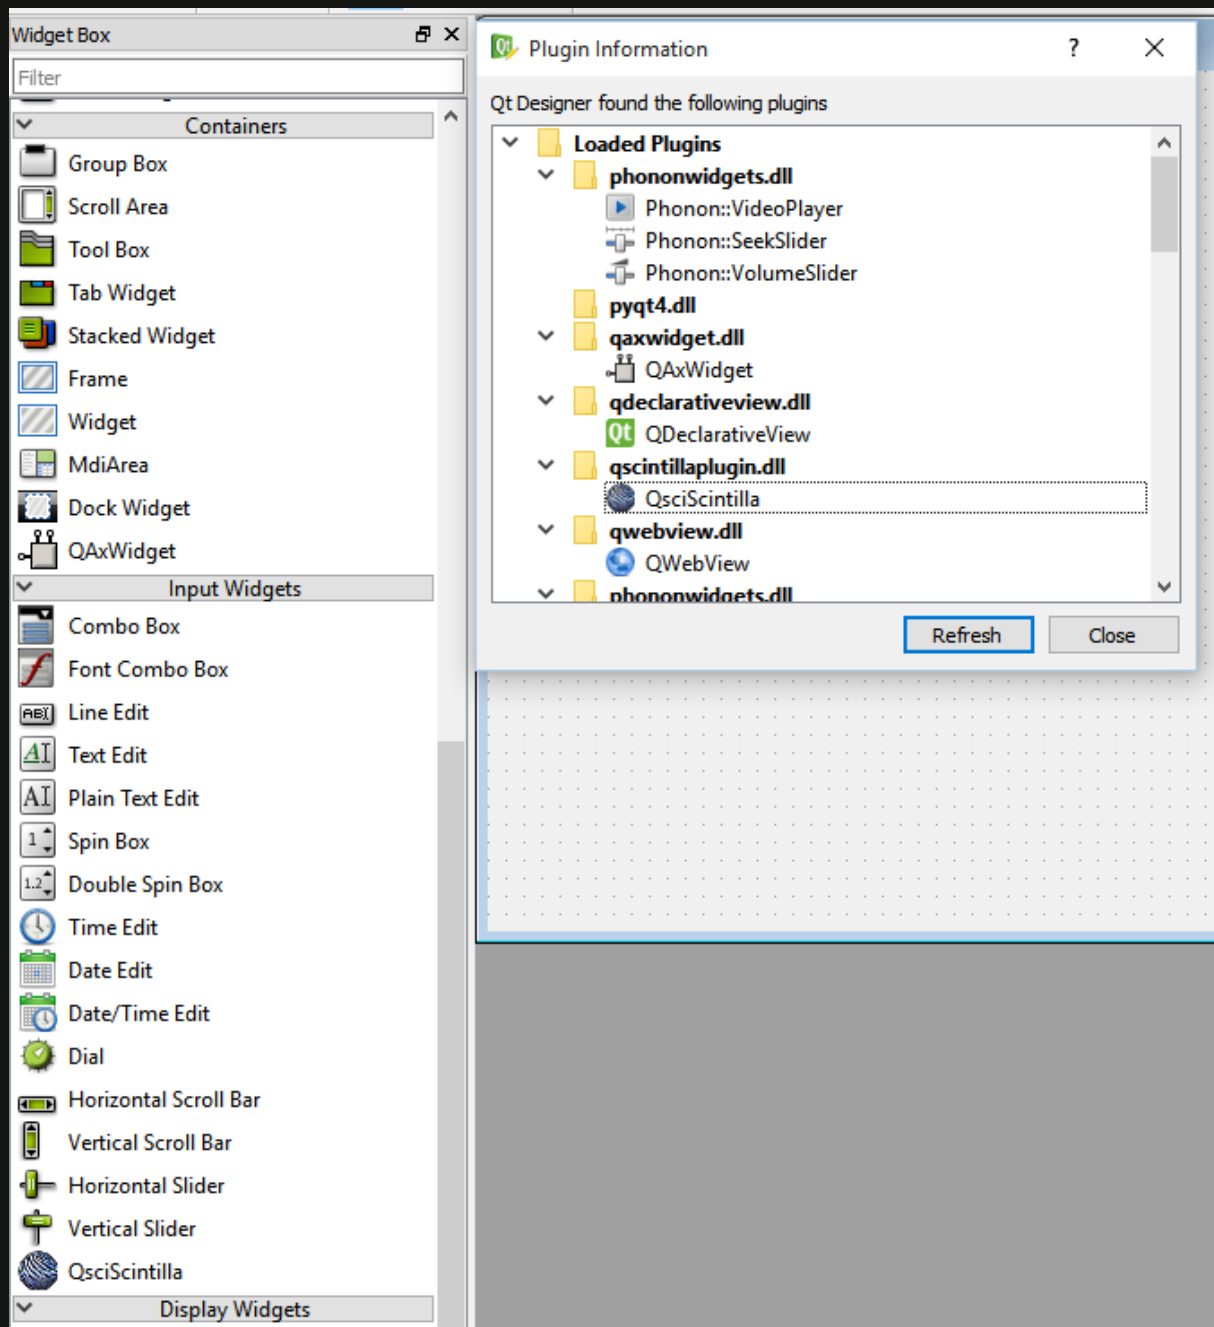 Widget Box
Filter
Containers
Group Box
Scroll Area
Tool Box
Tab Widget
Stacked Widget
Frame
Widget
MdiArea
Dock Widget
QAxWidget
Input Widgets
Combo Box
Font Combo Box
Line Edit
Text Edit
Plain Text Edit
Spin Box
Double Spin Box
Time Edit
Date Edit
Date/Time Edit
Dial
Horizontal Scroll Bar
Vertical Scroll Bar
Horizontal Slider
Vertical Slider
QsciScintilla
Display Widgets
Plugin Information
?
Qt Designer found the following plugins
Loaded Plugins
phononwidgets.dll
Phonon::VideoPlayer
Phonon::SeekSlider
Phonon::VolumeSlider
pyqt4.dll
qaxwidget.dll
QAxWidget
qdeclarativeview.dll
Qt QDeclarativeView
qscintillaplugin.dll
QsciScintilla
qwebview.dll
QWebView
phononwidgets.dll
Refresh
Close